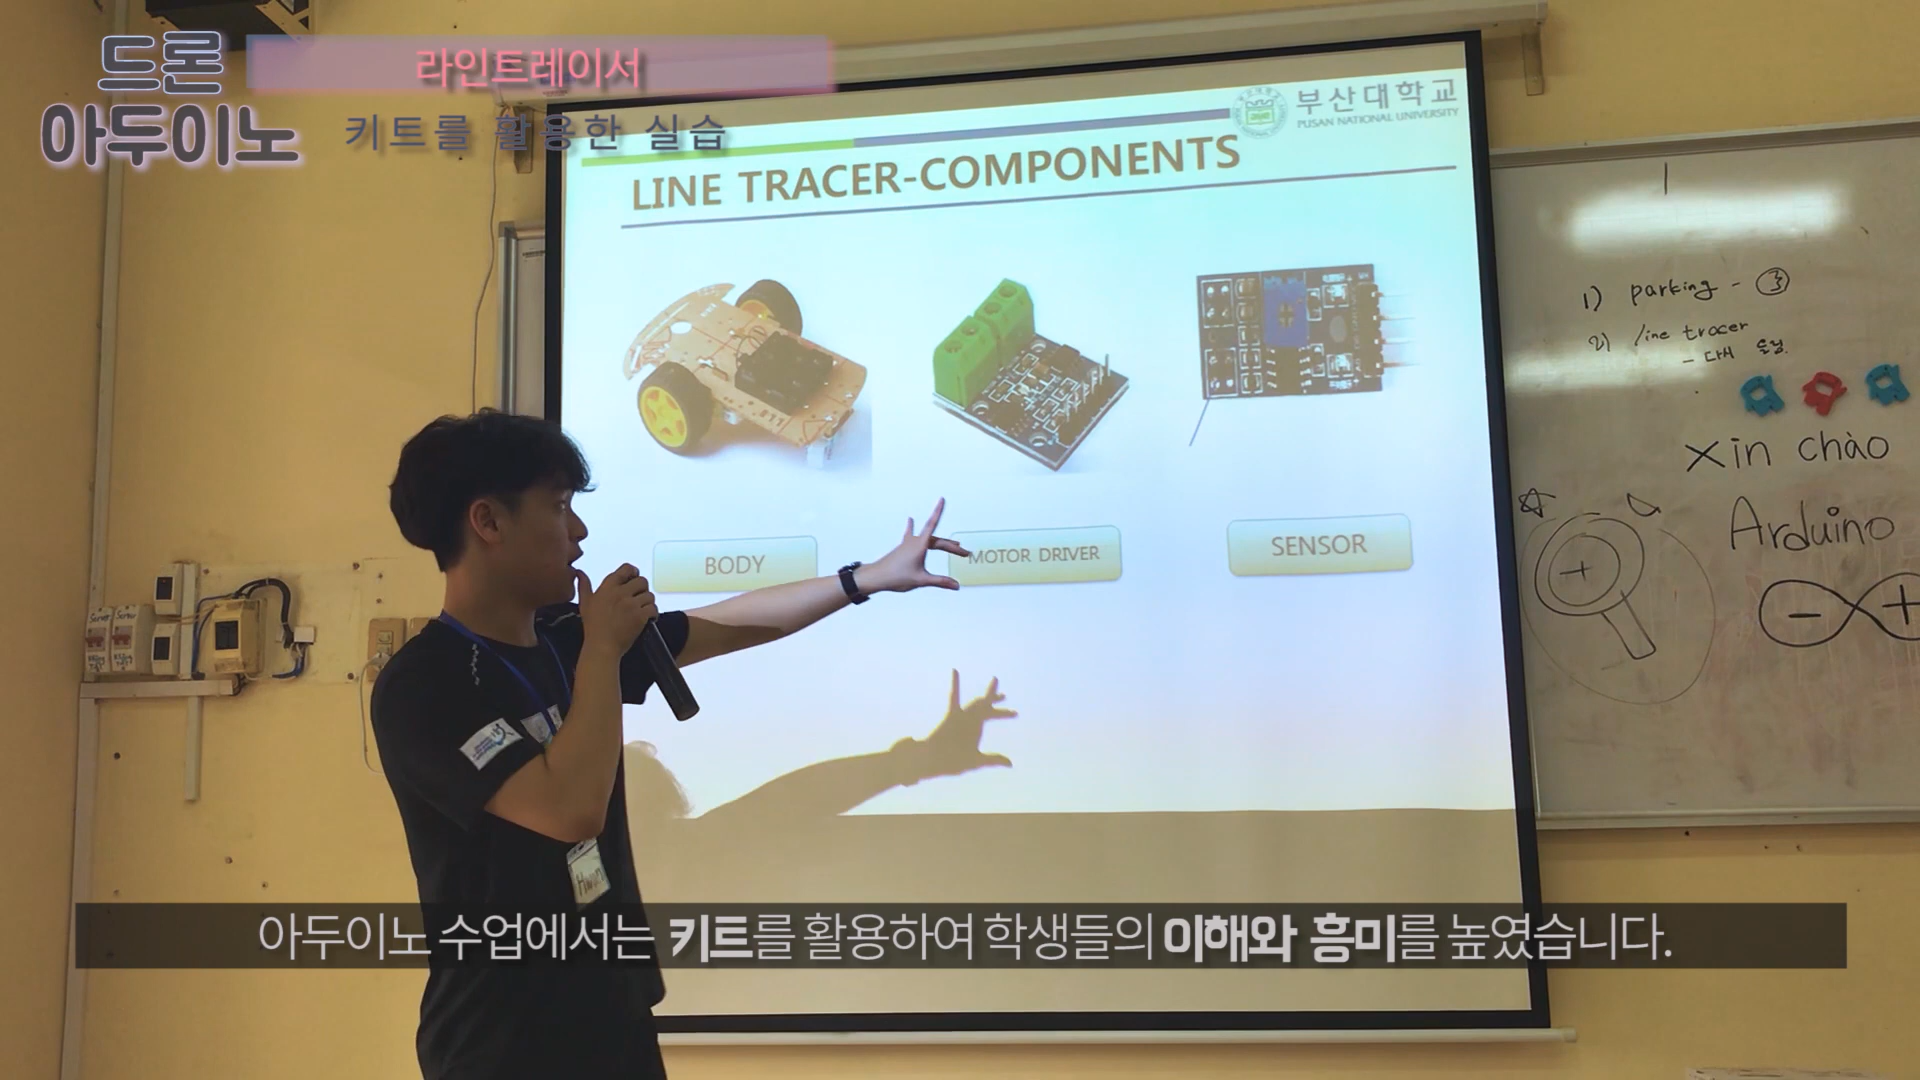 드론
아두이노
라인트레이서
키트를 활용한 실습
부산대학교
PUSAN NATIONAL UNIVERSITY
LINE TRACER-COMPONENTS
BODY
MOTOR DRIVER
SENSOR
1) parking - ③
2) line tracer
Xin chào
Arduino
- +
+
아두이노 수업에서는 키트를 활용하여 학생들의 이해와 흥미를 높였습니다.